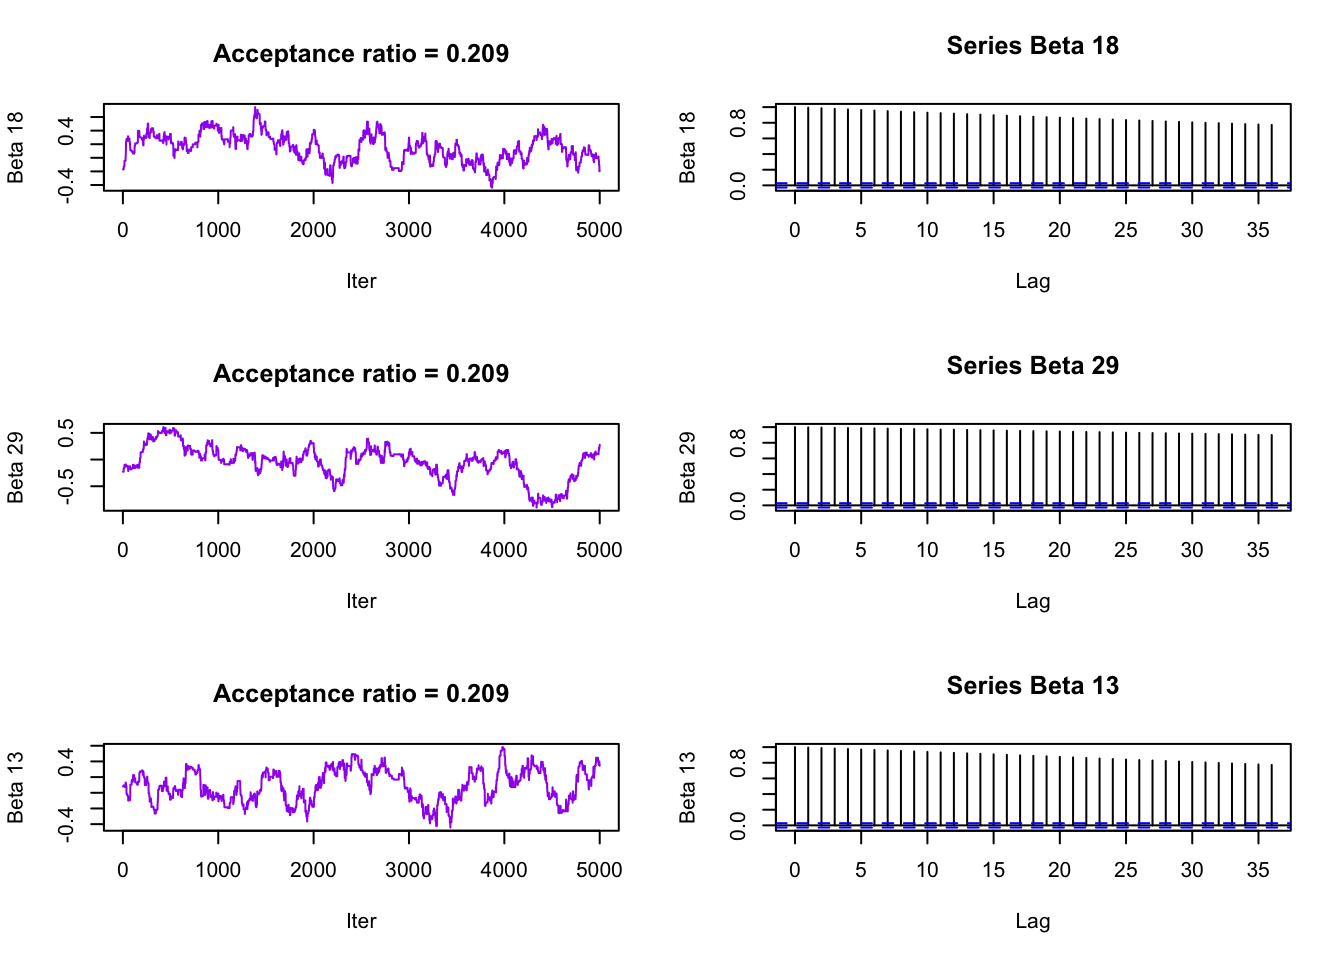 Acceptance ratio = 0.209
Series Beta 18
Beta 18
0.4
-0.4
0 1000 2000 3000 4000 5000
Iter
Beta 18
0.8
0.0
0 5 10 15 20 25 30 35
Lag
Acceptance ratio = 0.209
Series Beta 29
Beta 29
0.5
-0.5
0 1000 2000 3000 4000 5000
Iter
Beta 29
0.8
0.0
0 5 10 15 20 25 30 35
Lag
Acceptance ratio = 0.209
Series Beta 13
Beta 13
0.4
-0.4
0 1000 2000 3000 4000 5000
Iter
Beta 13
0.8
0.0
0 5 10 15 20 25 30 35
Lag